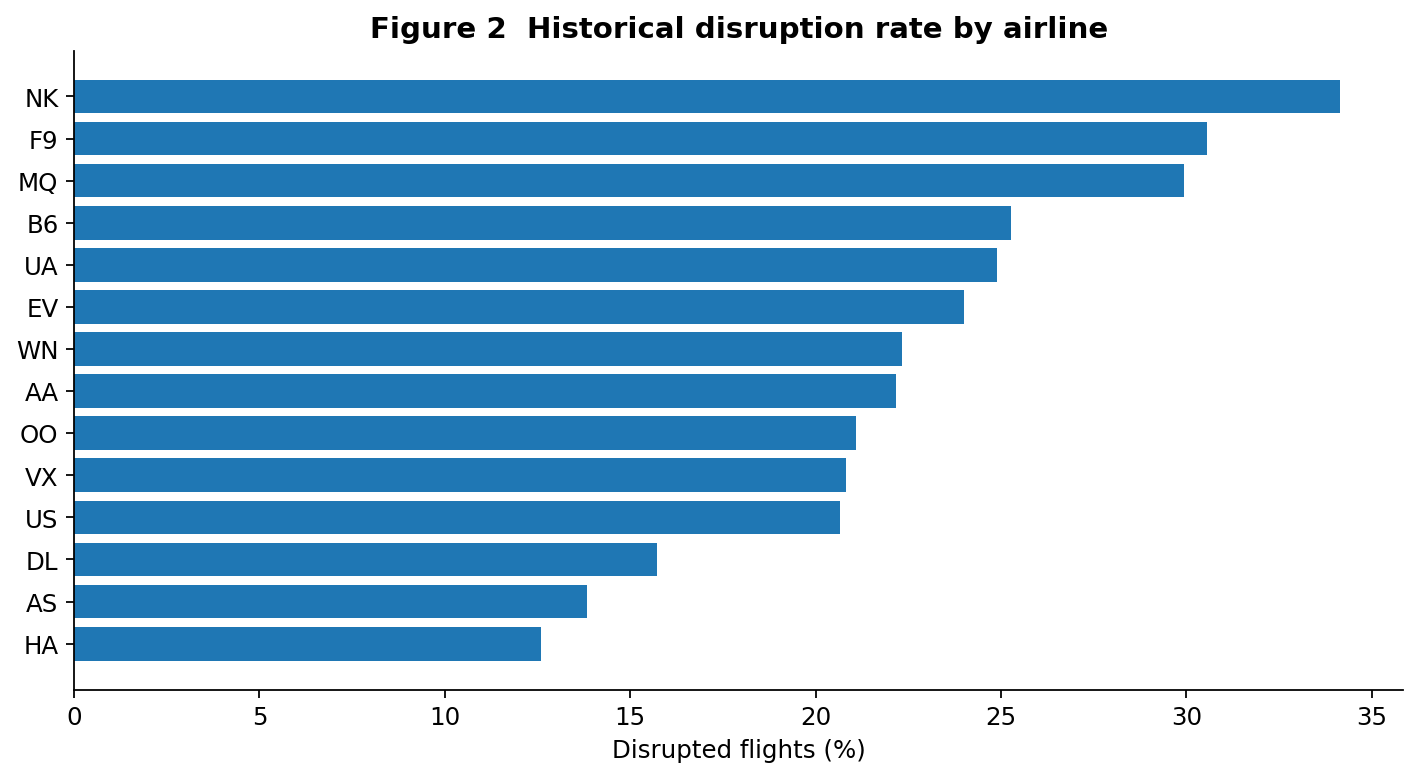 Figure 2  Historical disruption rate by airline
NK
F9
MQ
B6
UA
EV
WN
AA
OO
VX
US
DL
AS
HA
0 5 10 15 20 25 30 35
Disrupted flights (%)